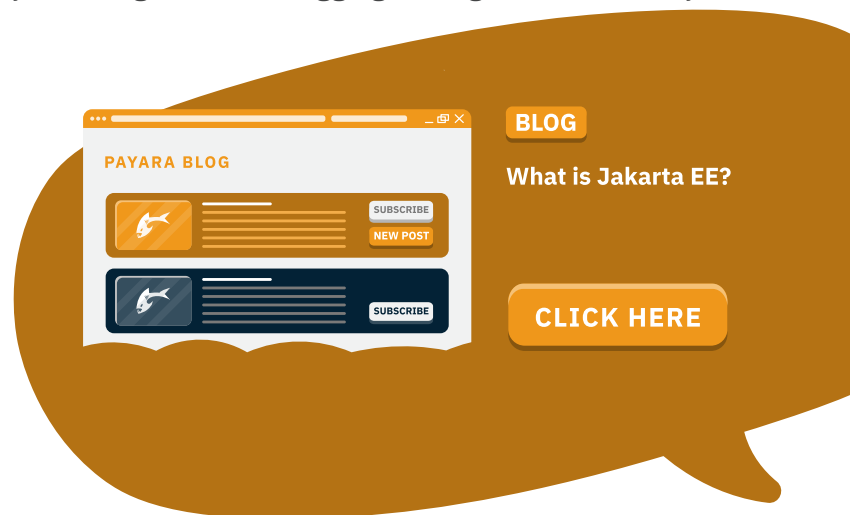 PAYARA BLOG
SUBSCRIBE
NEW POST
SUBSCRIBE
BLOG
What is Jakarta EE?
CLICK HERE